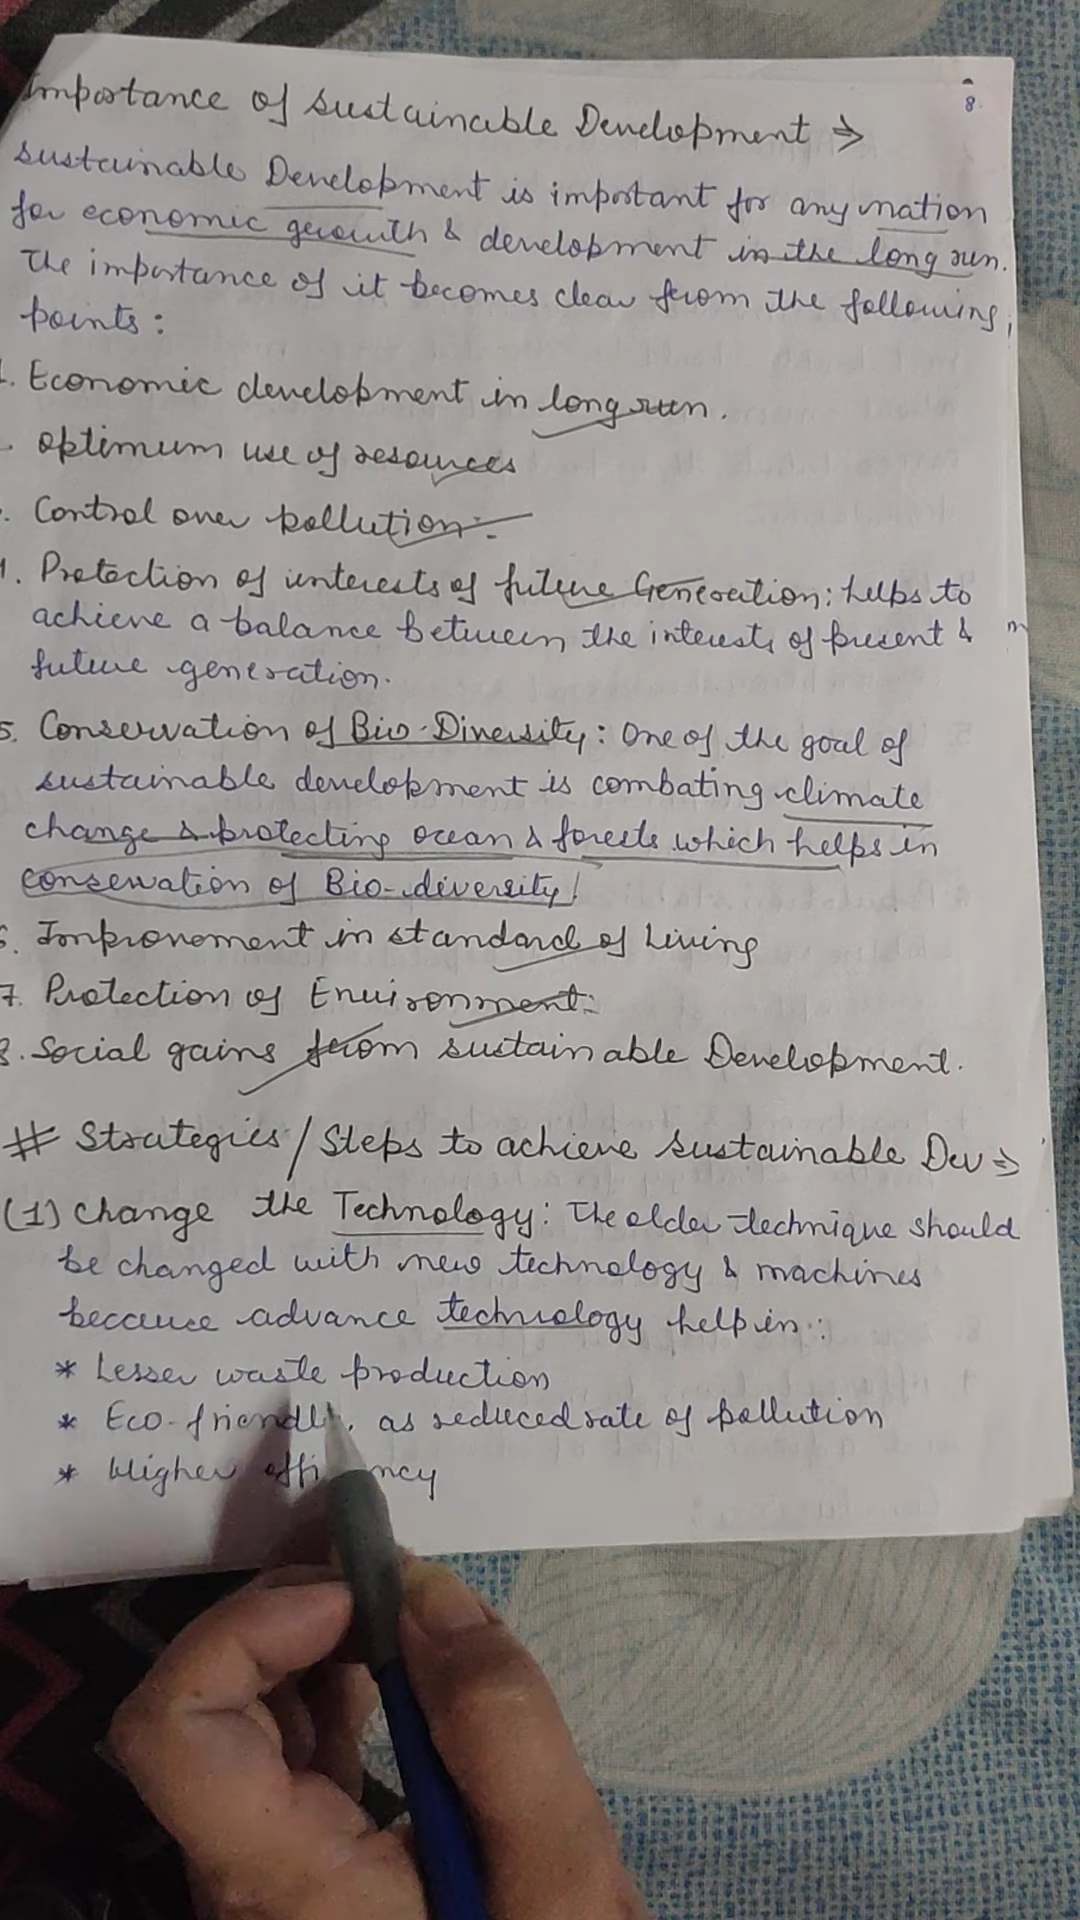 8.
Importance of sustainable Development ⇒
sustainable Development is important for any nation
for economic growth & development in the long run.
The importance of it becomes clear from the following
points:
1. Economic development in long run.
. optimum use of resources
. Control over pollution:-
4. Protection of interests of future Generation: helps to
achieve a balance between the interests of present &
future generation.
5. Conservation of Bio-Diversity: One of the goal of
sustainable development is combating climate
change & protecting ocean & forests which helps in
conservation of Bio-diversity!
6. Improvement in standard of Living
7. Protection of Environment:
8. Social gains from sustainable Development.
# Strategies/Steps to achieve sustainable Dev ⇒
(1) Change the Technology: The older technique should
be changed with new technology & machines
because advance technology help in:
* Lesser waste production
* Eco-friendly, as reduced rate of pollution
* Higher